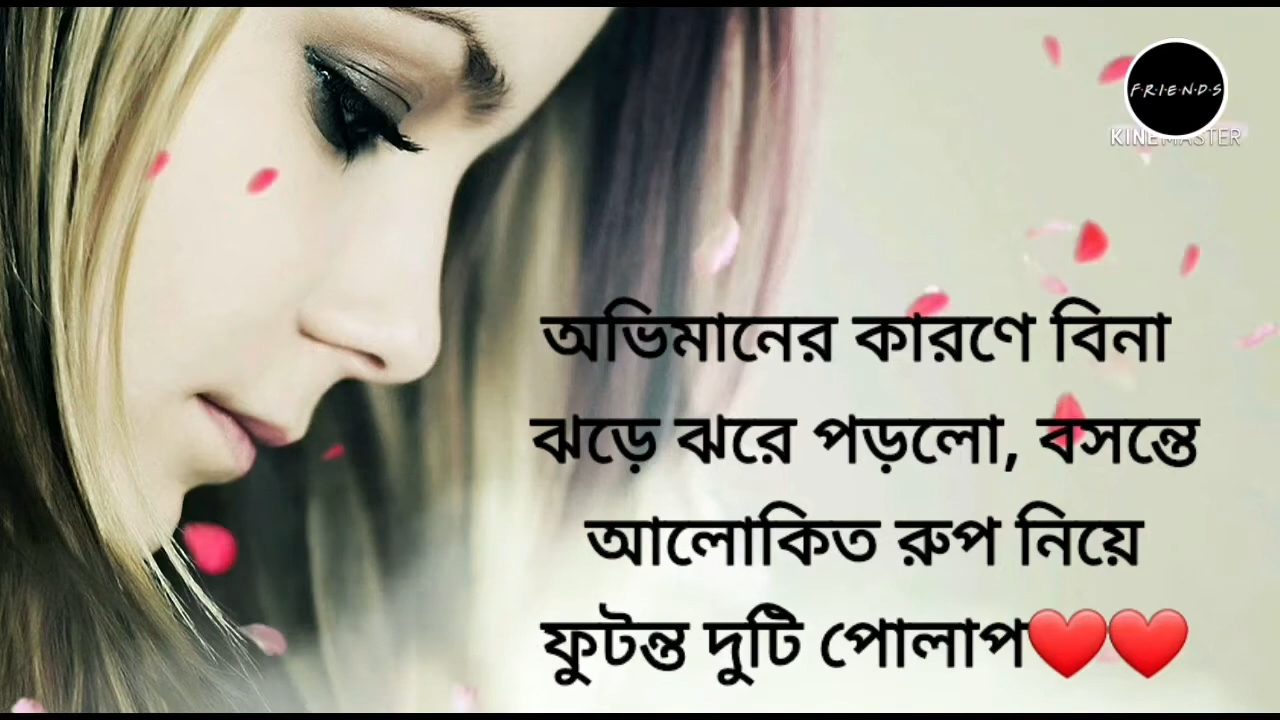 F·R·I·E·N·D·S
KINEMASTER
অভিমানের কারণে বিনা
ঝড়ে ঝরে পড়লো, বসন্তে
আলোকিত রুপ নিয়ে
ফুটন্ত দুটি পোলাপ❤️❤️